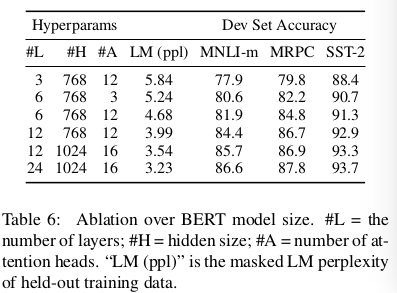 Hyperparams Dev Set Accuracy
#L #H #A LM (ppl) MNLI-m MRPC SST-2
3 768 12 5.84 77.9 79.8 88.4
6 768 3 5.24 80.6 82.2 90.7
6 768 12 4.68 81.9 84.8 91.3
12 768 12 3.99 84.4 86.7 92.9
12 1024 16 3.54 85.7 86.9 93.3
24 1024 16 3.23 86.6 87.8 93.7
Table 6: Ablation over BERT model size. #L = the
number of layers; #H = hidden size; #A = number of at-
tention heads. “LM (ppl)” is the masked LM perplexity
of held-out training data.